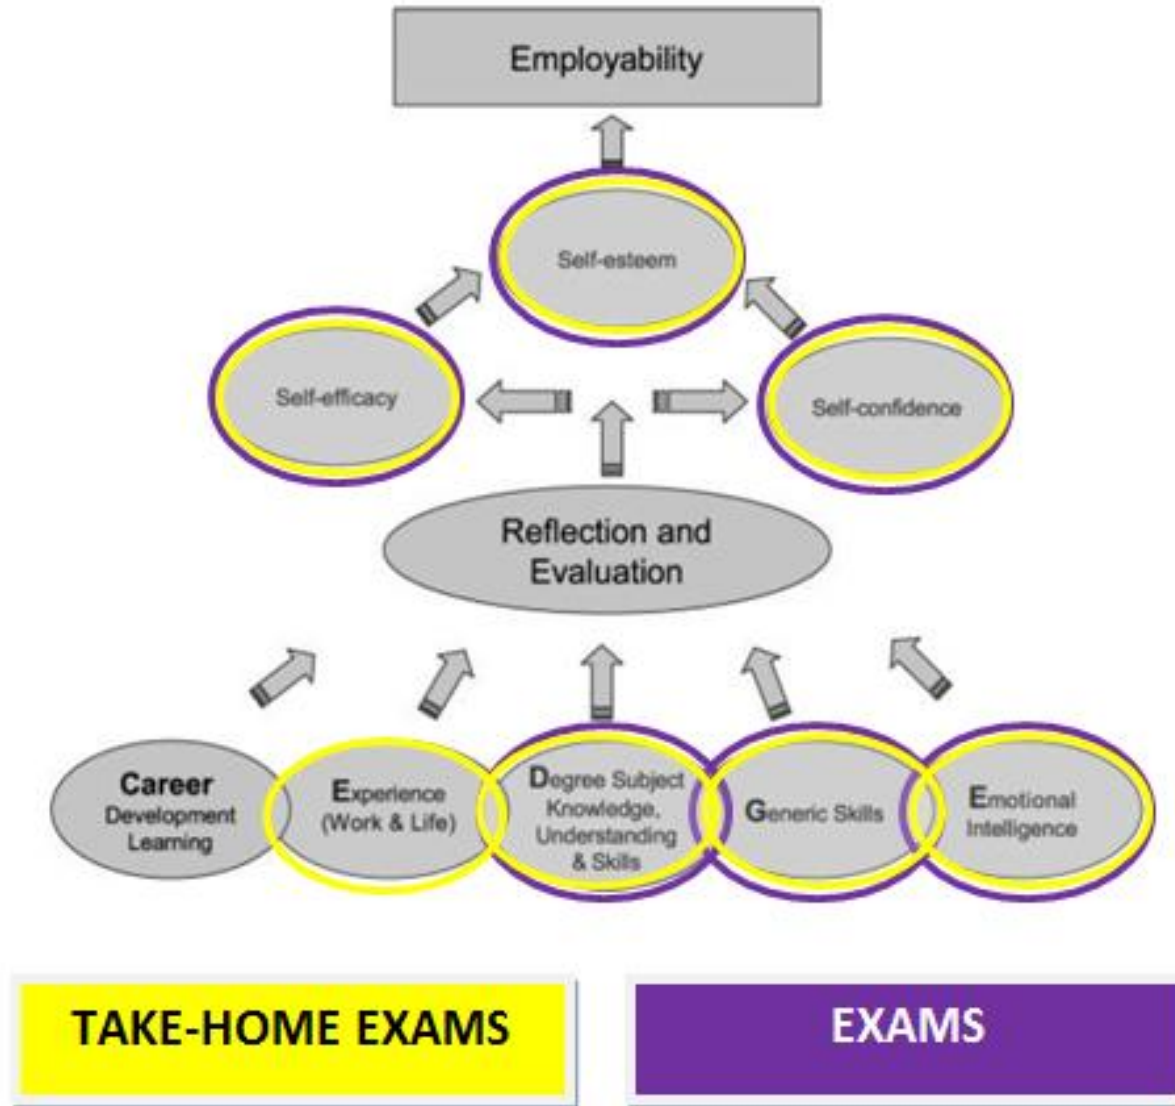 Employability
Self-esteem
Self-efficacy
Self-confidence
Reflection and
Evaluation
Career
Development
Learning
Experience
(Work & Life)
Degree Subject
Knowledge,
Understanding
& Skills
Generic Skills
Emotional
Intelligence
TAKE-HOME EXAMS
EXAMS